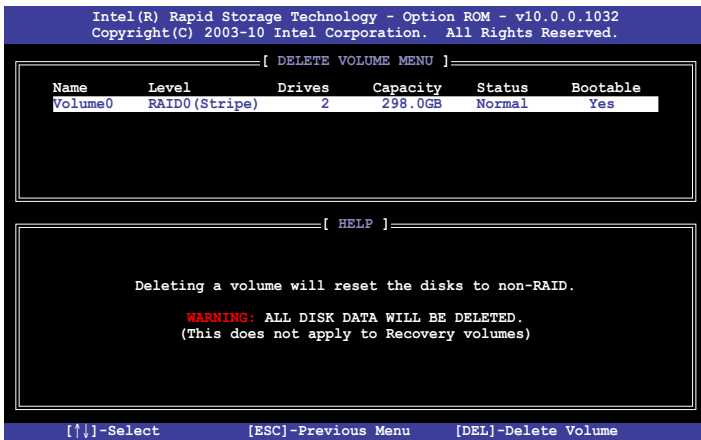 Intel(R) Rapid Storage Technology - Option ROM - v10.0.0.1032
Copyright(C) 2003-10 Intel Corporation. All Rights Reserved.
[ DELETE VOLUME MENU ]
Name Level Drives Capacity Status Bootable
Volume0 RAID0(Stripe) 2 298.0GB Normal Yes
[ HELP ]
Deleting a volume will reset the disks to non-RAID.
WARNING: ALL DISK DATA WILL BE DELETED.
(This does not apply to Recovery volumes)
[↑↓]-Select [ESC]-Previous Menu [DEL]-Delete Volume